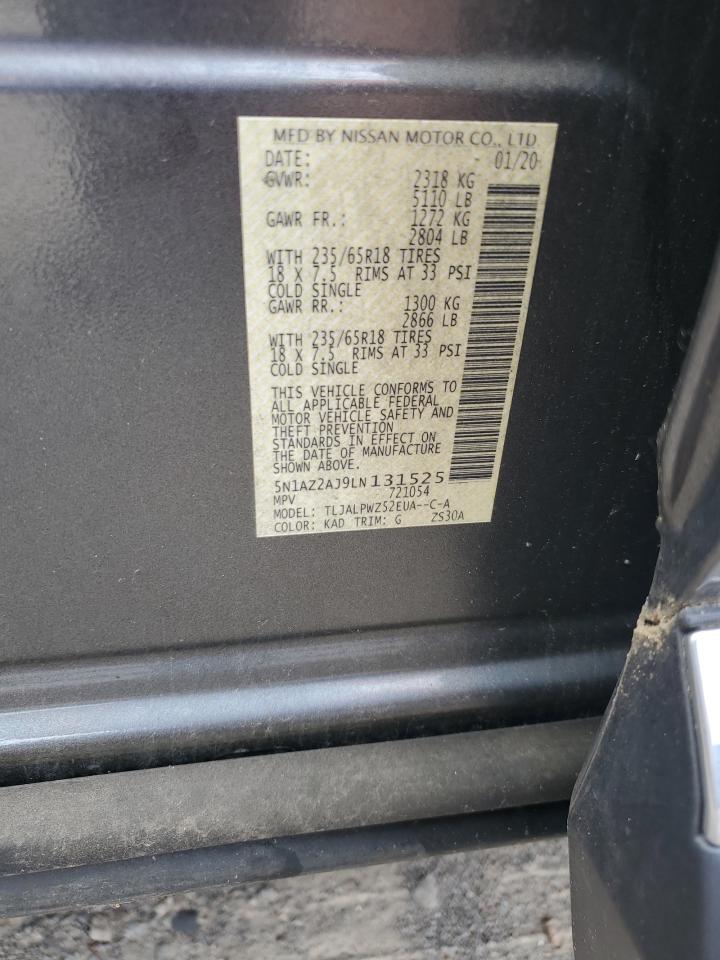 MFD BY NISSAN MOTOR CO., LTD
DATE: - 01/20
GVWR: 2318 KG
5110 LB
GAWR FR.: 1272 KG
2804 LB
WITH 235/65R18 TIRES
18 X 7.5 RIMS AT 33 PSI
COLD SINGLE
GAWR RR.: 1300 KG
2866 LB
WITH 235/65R18 TIRES
18 X 7.5 RIMS AT 33 PSI
COLD SINGLE
THIS VEHICLE CONFORMS TO
ALL APPLICABLE FEDERAL
MOTOR VEHICLE SAFETY AND
THEFT PREVENTION
STANDARDS IN EFFECT ON
THE DATE OF MANUFACTURE
SHOWN ABOVE.
5N1AZ2AJ9LN131525
MPV 721054
MODEL: TLJALPWZ52EUA--C-A
COLOR: KAD TRIM: G ZS30A